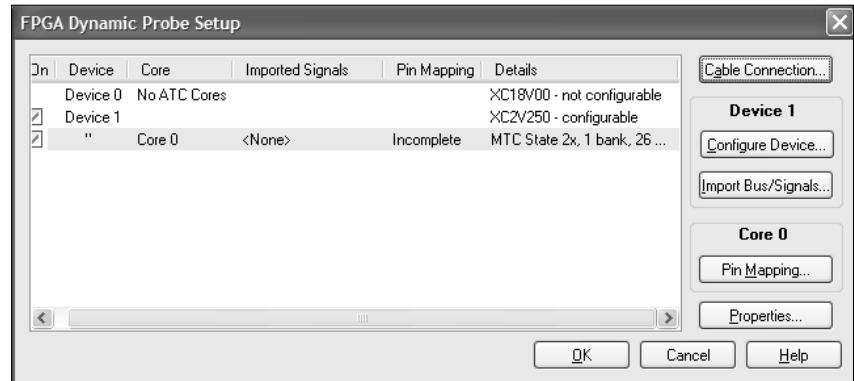 FPGA Dynamic Probe Setup
On Device Core Imported Signals Pin Mapping Details
Device 0 No ATC Cores XC18V00 - not configurable
Device 1 XC2V250 - configurable
" Core 0 <None> Incomplete MTC State 2x, 1 bank, 26 ...
Cable Connection...
Device 1
Configure Device...
Import Bus/Signals...
Core 0
Pin Mapping...
Properties...
OK Cancel Help